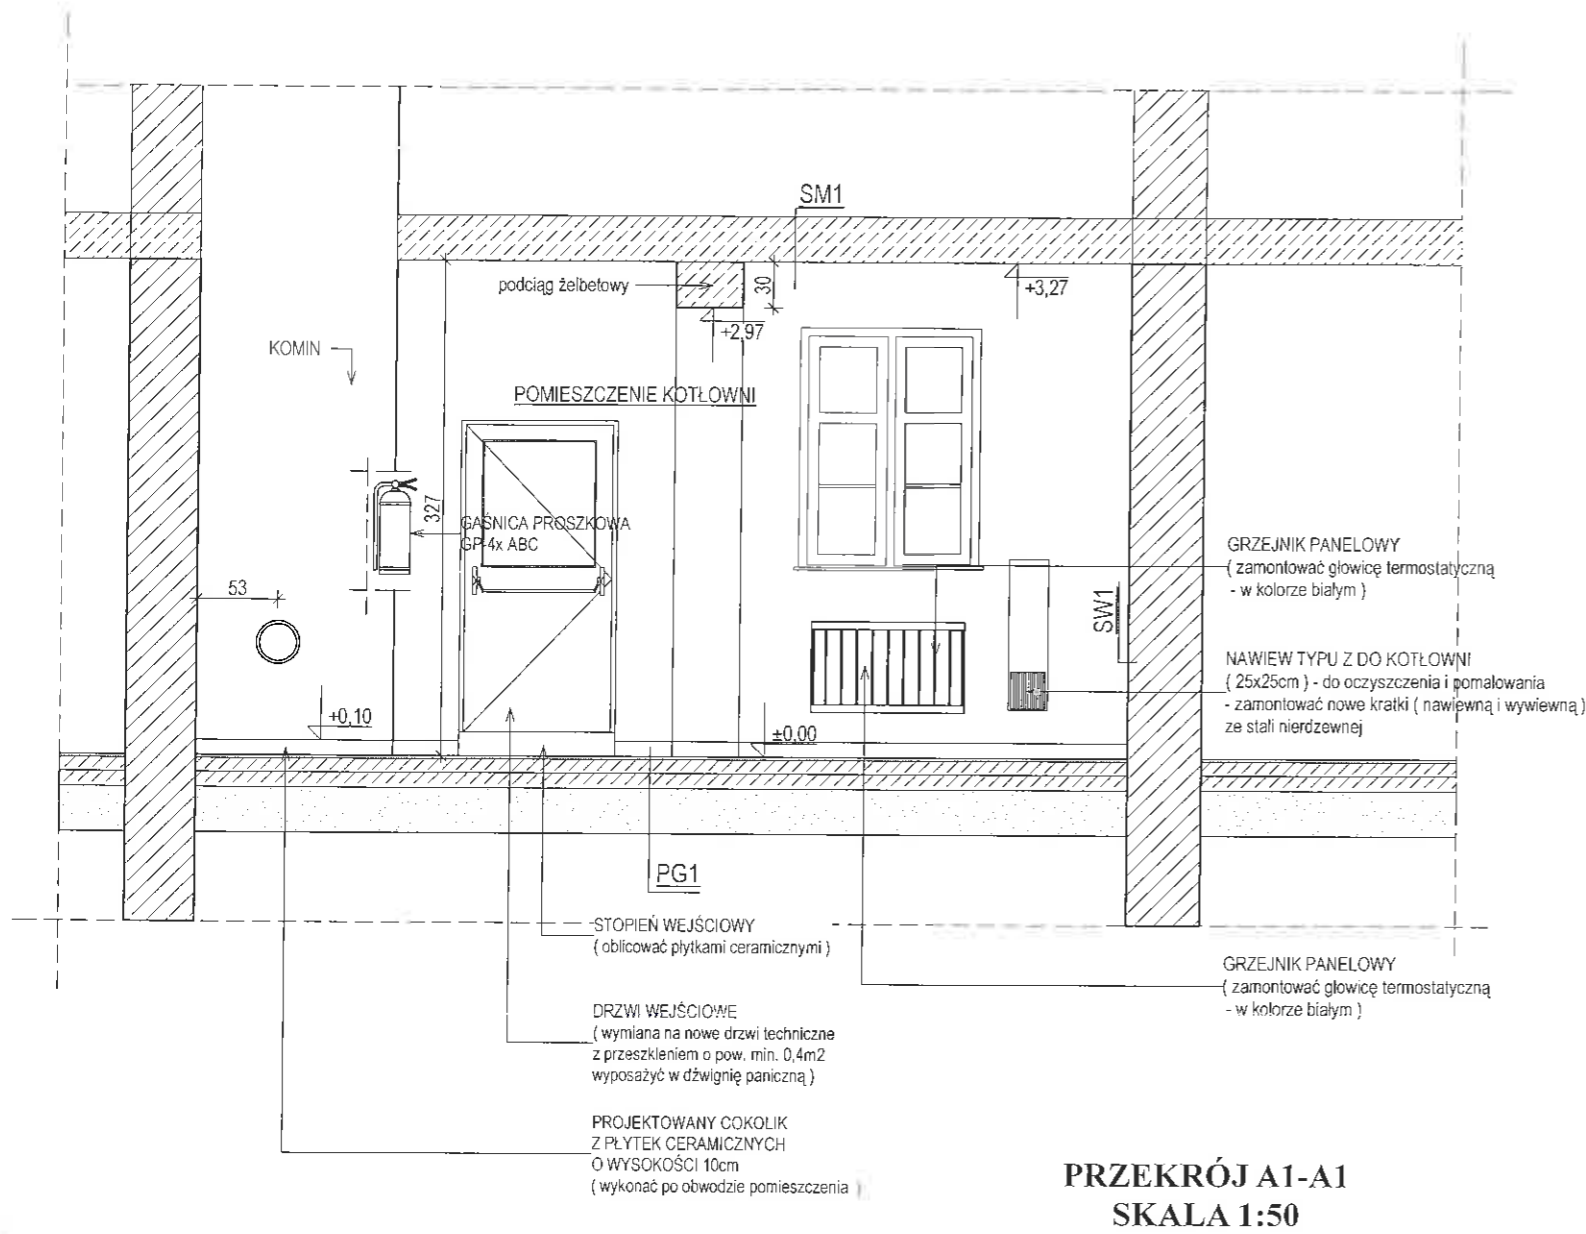 SM1
podciąg żelbetowy
30
+3,27
+2,97
KOMIN
POMIESZCZENIE KOTŁOWNI
327
GAŚNICA PROSZKOWA
GP-4x ABC
GRZEJNIK PANELOWY
( zamontować głowicę termostatyczną
- w kolorze białym )
53
SW1
NAWIEW TYPU Z DO KOTŁOWNI
( 25x25cm ) - do oczyszczenia i pomalowania
- zamontować nowe kratki ( nawiewną i wywiewną )
ze stali nierdzewnej
+0,10
±0,00
PG1
STOPIEŃ WEJŚCIOWY
( oblicować płytkami ceramicznymi )
GRZEJNIK PANELOWY
( zamontować głowicę termostatyczną
- w kolorze białym )
DRZWI WEJŚCIOWE
( wymiana na nowe drzwi techniczne
z przeszkleniem o pow. min. 0,4m2
wyposażyć w dźwignię paniczną )
PROJEKTOWANY COKOLIK
Z PŁYTEK CERAMICZNYCH
O WYSOKOŚCI 10cm
( wykonać po obwodzie pomieszczenia )
PRZEKRÓJ A1-A1
SKALA 1:50